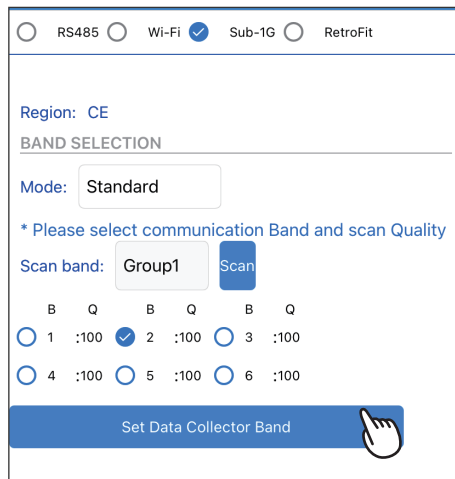 RS485 Wi-Fi Sub-1G RetroFit
Region: CE
BAND SELECTION
Mode: Standard
* Please select communication Band and scan Quality
Scan band: Group1 Scan
B Q B Q B Q
1 :100 2 :100 3 :100
4 :100 5 :100 6 :100
Set Data Collector Band